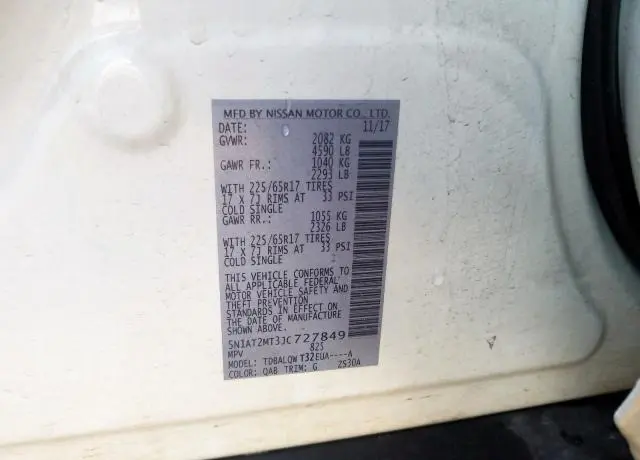 MFD BY NISSAN MOTOR CO., LTD.
DATE: 11/17
GVWR: 2082 KG
4590 LB
GAWR FR.: 1040 KG
2293 LB
WITH 225/65R17 TIRES
17 X 7J RIMS AT 33 PSI
COLD SINGLE
GAWR RR.: 1055 KG
2326 LB
WITH 225/65R17 TIRES
17 X 7J RIMS AT 33 PSI
COLD SINGLE
THIS VEHICLE CONFORMS TO
ALL APPLICABLE FEDERAL
MOTOR VEHICLE SAFETY AND
THEFT PREVENTION
STANDARDS IN EFFECT ON
THE DATE OF MANUFACTURE
SHOWN ABOVE.
5N1AT2MT3JC727849
MPV 825
MODEL: TDBALQWT32EUA----A
COLOR: QAB TRIM: G ZS30A